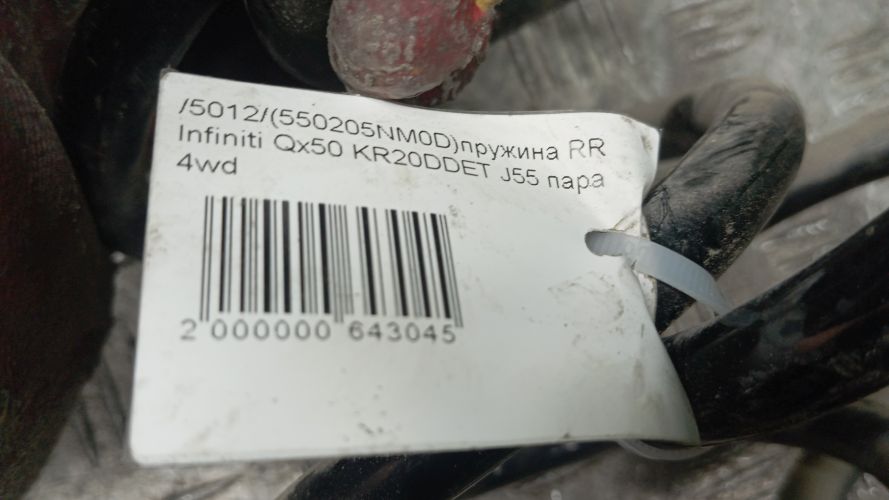 /5012/(550205NM0D)пружина RR
Infiniti Qx50 KR20DDET J55 пара
4wd
2 000000 643045